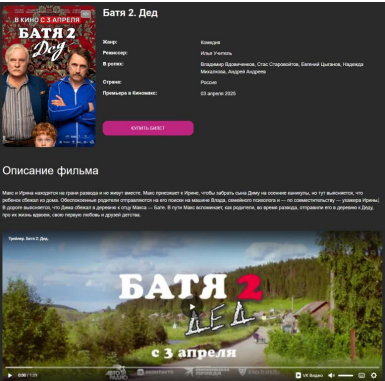 Батя 2. Дед
В КИНО С 3 АПРЕЛЯ
БАТЯ 2
Дед
Жанр: Комедия
Режиссер: Илья Учитель
В ролях: Владимир Вдовиченков, Стас Старовойтов, Евгений Цыганов, Надежда
Михалкова, Андрей Андреев
Страна: Россия
Премьера в Киномакс: 03 апреля 2025
КУПИТЬ БИЛЕТ
Описание фильма
Макс и Ирина находятся на грани развода и не живут вместе. Макс приезжает к Ирине, чтобы забрать сына Диму на осенние каникулы, но тут выясняется, что
ребенок сбежал из дома. Обеспокоенные родители отправляются на его поиски на машине Влада, семейного психолога и — по совместительству — ухажера Ирины.
В дороге выясняется, что Дима сбежал в деревню к отцу Макса — Бате. В пути Макс вспоминает, как родители, во время развода, отправили его в деревню к Деду,
про их жизнь вдвоем, свою первую любовь и друзей детства.
Трейлер. Батя 2. Дед
БАТЯ 2
ДЕД
с 3 апреля
АВТО
РАДИО
0:00 / 1:59
VK Видео